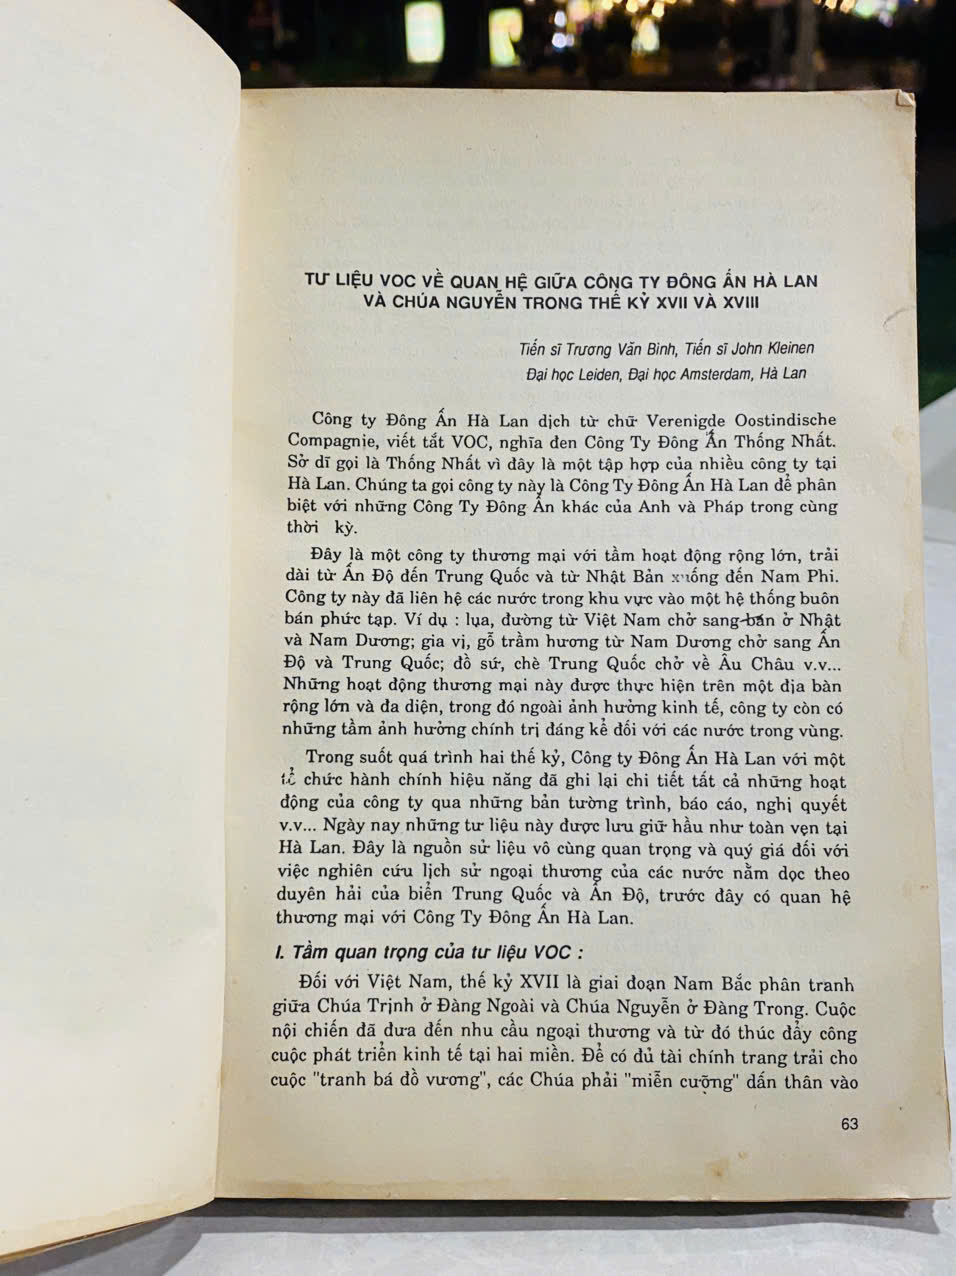 TƯ LIỆU VOC VỀ QUAN HỆ GIỮA CÔNG TY ĐÔNG ẤN HÀ LAN
VÀ CHÚA NGUYỄN TRONG THẾ KỶ XVII VÀ XVIII
Tiến sĩ Trương Văn Bình, Tiến sĩ John Kleinen
Đại học Leiden, Đại học Amsterdam, Hà Lan
Công ty Đông Ấn Hà Lan dịch từ chữ Verenigde Oostindische
Compagnie, viết tắt VOC, nghĩa đen Công Ty Đông Ấn Thống Nhất.
Sở dĩ gọi là Thống Nhất vì đây là một tập hợp của nhiều công ty tại
Hà Lan. Chúng ta gọi công ty này là Công Ty Đông Ấn Hà Lan để phân
biệt với những Công Ty Đông Ấn khác của Anh và Pháp trong cùng
thời kỳ.
Đây là một công ty thương mại với tầm hoạt động rộng lớn, trải
dài từ Ấn Độ đến Trung Quốc và từ Nhật Bản xuống đến Nam Phi.
Công ty này đã liên hệ các nước trong khu vực vào một hệ thống buôn
bán phức tạp. Ví dụ : lụa, đường từ Việt Nam chở sang bán ở Nhật
và Nam Dương; gia vị, gỗ trầm hương từ Nam Dương chở sang Ấn
Độ và Trung Quốc; đồ sứ, chè Trung Quốc chở về Âu Châu v.v...
Những hoạt động thương mại này được thực hiện trên một địa bàn
rộng lớn và đa diện, trong đó ngoài ảnh hưởng kinh tế, công ty còn có
những tầm ảnh hưởng chính trị đáng kể đối với các nước trong vùng.
Trong suốt quá trình hai thế kỷ, Công ty Đông Ấn Hà Lan với một
tổ chức hành chính hiệu năng đã ghi lại chi tiết tất cả những hoạt
động của công ty qua những bản tường trình, báo cáo, nghị quyết
v.v... Ngày nay những tư liệu này được lưu giữ hầu như toàn vẹn tại
Hà Lan. Đây là nguồn sử liệu vô cùng quan trọng và quý giá đối với
việc nghiên cứu lịch sử ngoại thương của các nước nằm dọc theo
duyên hải của biển Trung Quốc và Ấn Độ, trước đây có quan hệ
thương mại với Công Ty Đông Ấn Hà Lan.
I. Tầm quan trọng của tư liệu VOC :
Đối với Việt Nam, thế kỷ XVII là giai đoạn Nam Bắc phân tranh
giữa Chúa Trịnh ở Đàng Ngoài và Chúa Nguyễn ở Đàng Trong. Cuộc
nội chiến đã đưa đến nhu cầu ngoại thương và từ đó thúc đẩy công
cuộc phát triển kinh tế tại hai miền. Để có đủ tài chính trang trải cho
cuộc "tranh bá đồ vương", các Chúa phải "miễn cưỡng" dấn thân vào
63